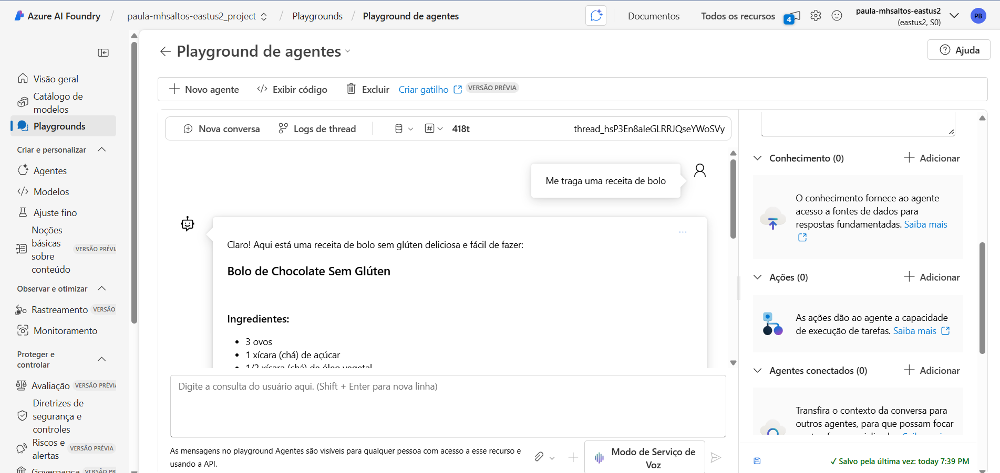 Azure AI Foundry / paula-mhsaltos-eastus2_project / Playgrounds / Playground de agentes
Documentos
Todos os recursos
4
paula-mhsaltos-eastus2
(eastus2, S0)
PB
Visão geral
Catálogo de
modelos
Playgrounds
Criar e personalizar
Agentes
Modelos
Ajuste fino
Noções
básicas
sobre
conteúdo
VERSÃO PRÉVIA
Observar e otimizar
Rastreamento VERSÃO
Monitoramento
Proteger e
controlar
Avaliação VERSÃO PRÉVIA
Diretrizes de
segurança e
controles
Riscos e
alertas
VERSÃO PRÉVIA
Governança VERSÃO PR
Playground de agentes
Ajuda
Novo agente
Exibir código
Excluir
Criar gatilho
VERSÃO PRÉVIA
Nova conversa
Logs de thread
418t
thread_hsP3En8aleGLRRJQseYWoSVy
Me traga uma receita de bolo
...
Claro! Aqui está uma receita de bolo sem glúten deliciosa e fácil de fazer:
Bolo de Chocolate Sem Glúten
Ingredientes:
• 3 ovos
• 1 xícara (chá) de açúcar
• 1/2 xícara (chá) de óleo vegetal
Digite a consulta do usuário aqui. (Shift + Enter para nova linha)
As mensagens no playground Agentes são visíveis para qualquer pessoa com acesso a esse recurso e
usando a API.
Modo de Serviço de
Voz
Conhecimento (0)
Adicionar
O conhecimento fornece ao agente
acesso a fontes de dados para
respostas fundamentadas. Saiba mais
Ações (0)
Adicionar
As ações dão ao agente a capacidade
de execução de tarefas. Saiba mais
Agentes conectados (0)
Adicionar
Transfira o contexto da conversa para
outros agentes, para que possam focar
✓ Salvo pela última vez: today 7:39 PM